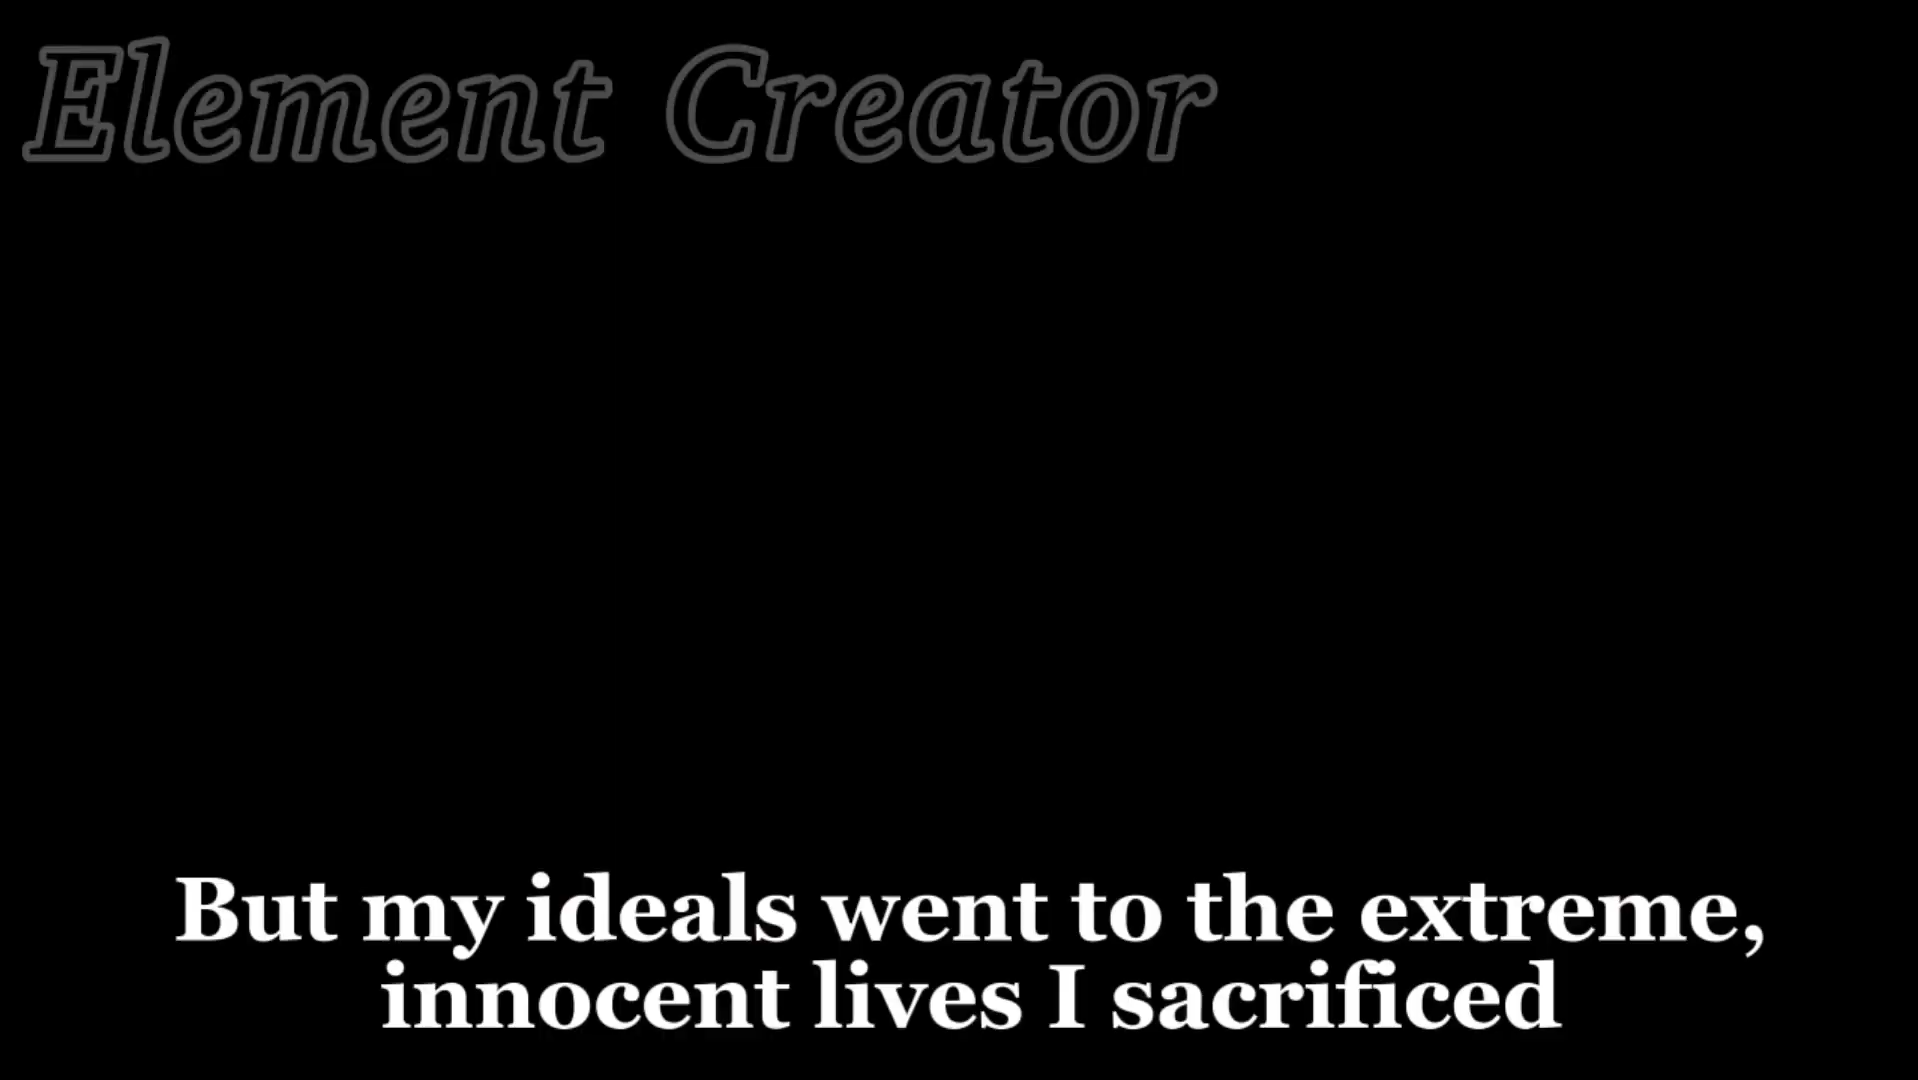 Element Creator
But my ideals went to the extreme,
innocent lives I sacrificed